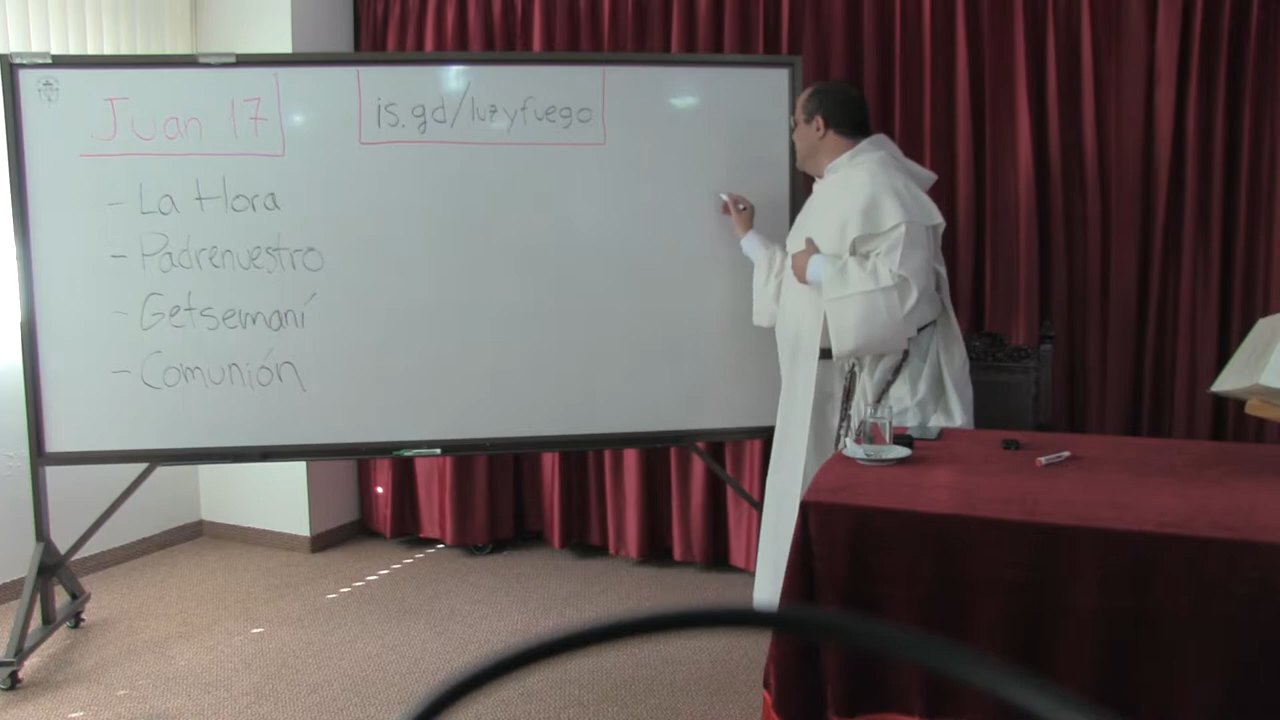 Juan 17
is.gd/luzyfuego
- La Hora
- Padrenuestro
- Getsemaní
- Comunión